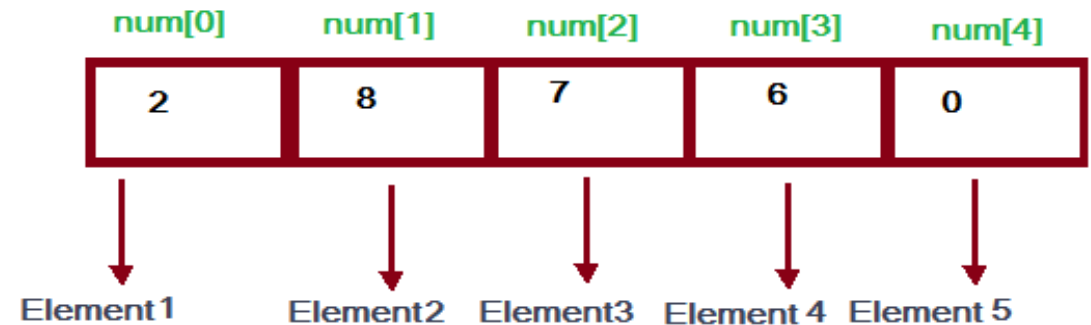 num[0] num[1] num[2] num[3] num[4]
2 8 7 6 0
Element1 Element2 Element3 Element 4 Element 5